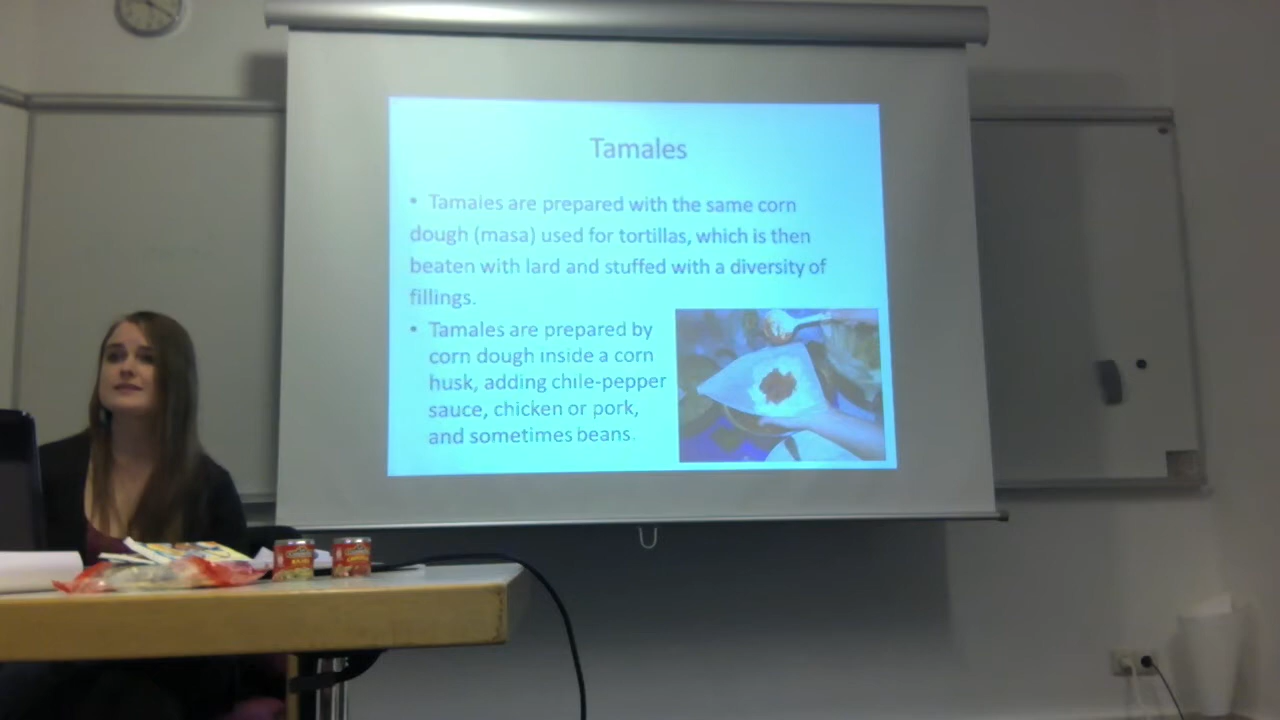 Tamales
• Tamales are prepared with the same corn
dough (masa) used for tortillas, which is then
beaten with lard and stuffed with a diversity of
fillings.
• Tamales are prepared by
corn dough inside a corn
husk, adding chile-pepper
sauce, chicken or pork,
and sometimes beans.